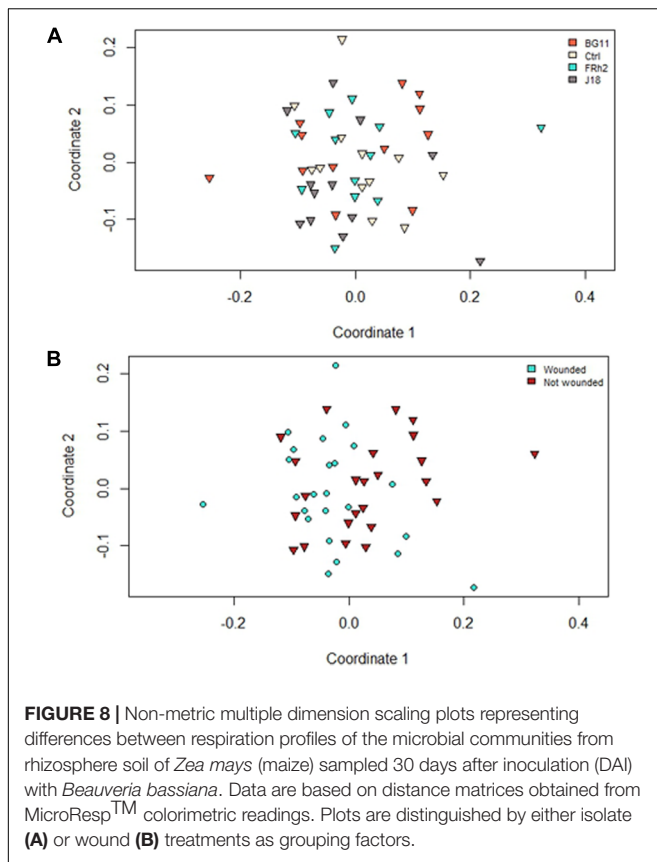 A
BG11
Ctrl
FRh2
J18
0.2
0.1
0.0
-0.1
Coordinate 2
-0.2
0.0
0.2
0.4
Coordinate 1
B
Wounded
Not wounded
0.2
0.1
0.0
-0.1
Coordinate 2
-0.2
0.0
0.2
0.4
Coordinate 1
FIGURE 8 | Non-metric multiple dimension scaling plots representing
differences between respiration profiles of the microbial communities from
rhizosphere soil of Zea mays (maize) sampled 30 days after inoculation (DAI)
with Beauveria bassiana. Data are based on distance matrices obtained from
MicroResp™ colorimetric readings. Plots are distinguished by either isolate
(A) or wound (B) treatments as grouping factors.